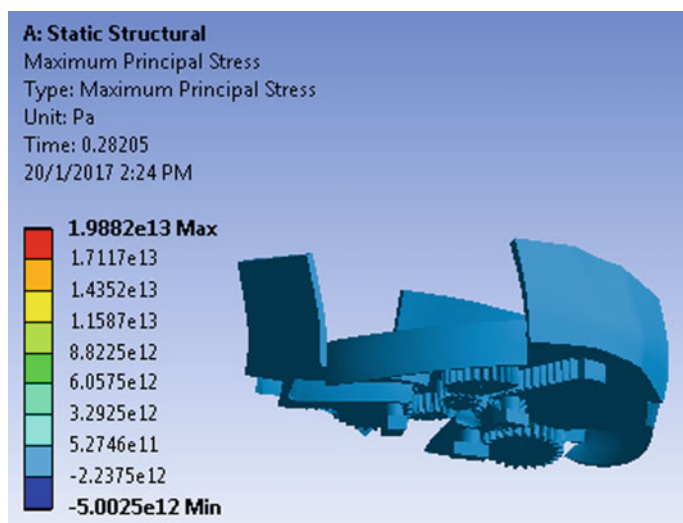 A: Static Structural
Maximum Principal Stress
Type: Maximum Principal Stress
Unit: Pa
Time: 0.28205
20/1/2017 2:24 PM
1.9882e13 Max
1.7117e13
1.4352e13
1.1587e13
8.8225e12
6.0575e12
3.2925e12
5.2746e11
-2.2375e12
-5.0025e12 Min